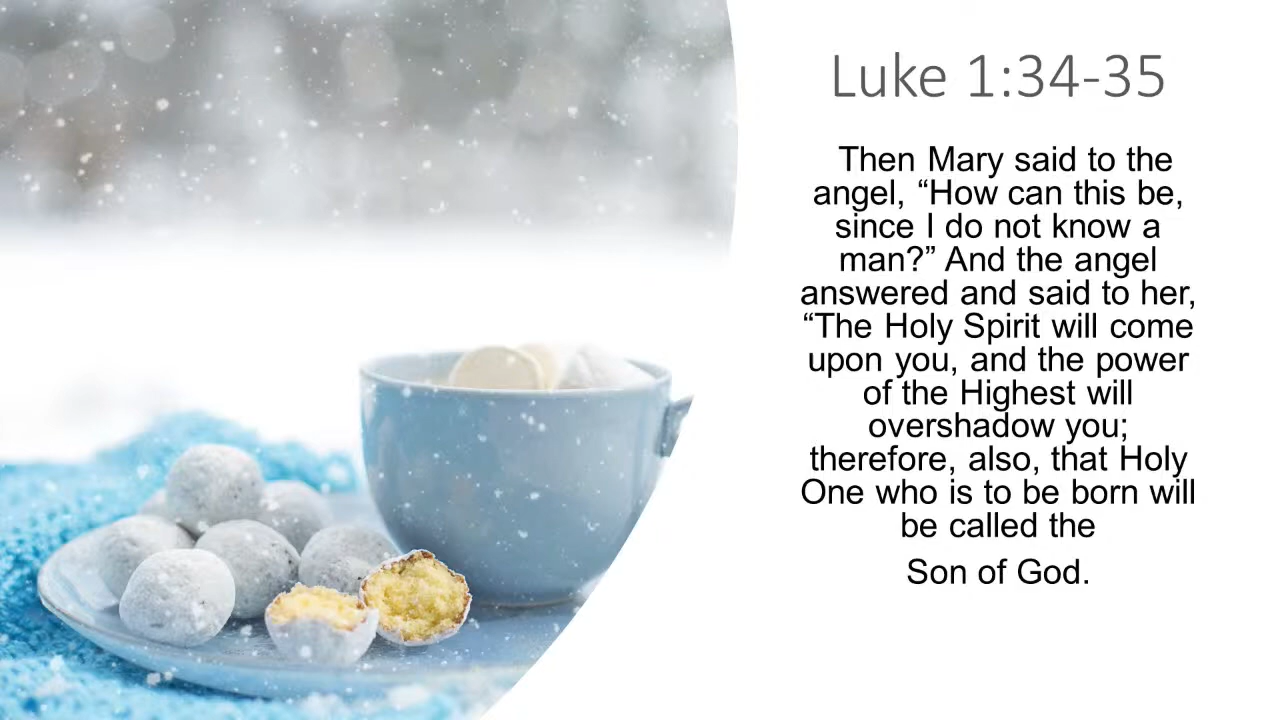 Luke 1:34-35
Then Mary said to the
angel, “How can this be,
since I do not know a
man?” And the angel
answered and said to her,
“The Holy Spirit will come
upon you, and the power
of the Highest will
overshadow you;
therefore, also, that Holy
One who is to be born will
be called the
Son of God.